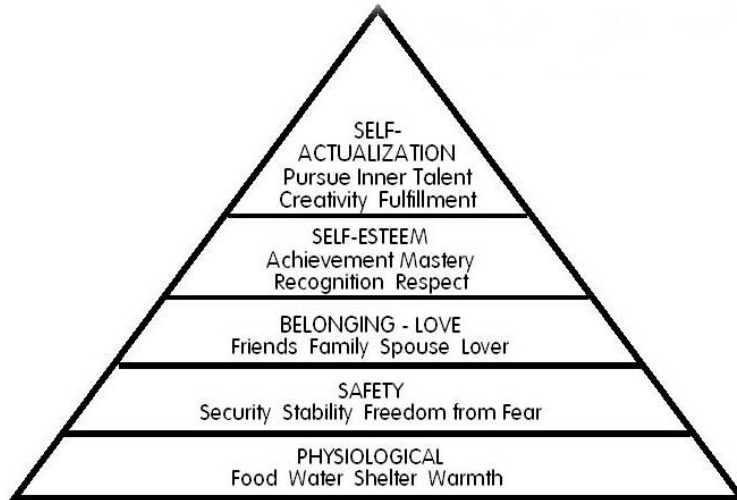 SELF-
ACTUALIZATION
Pursue Inner Talent
Creativity Fulfillment
SELF-ESTEEM
Achievement Mastery
Recognition Respect
BELONGING - LOVE
Friends Family Spouse Lover
SAFETY
Security Stability Freedom from Fear
PHYSIOLOGICAL
Food Water Shelter Warmth